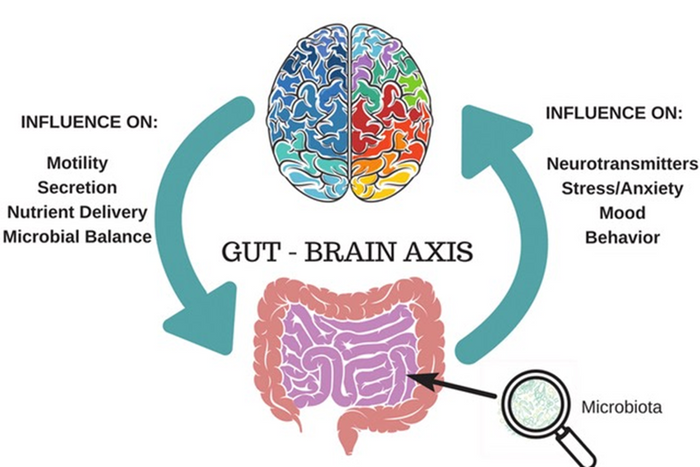 INFLUENCE ON:
Motility
Secretion
Nutrient Delivery
Microbial Balance
INFLUENCE ON:
Neurotransmitters
Stress/Anxiety
Mood
Behavior
GUT - BRAIN AXIS
Microbiota